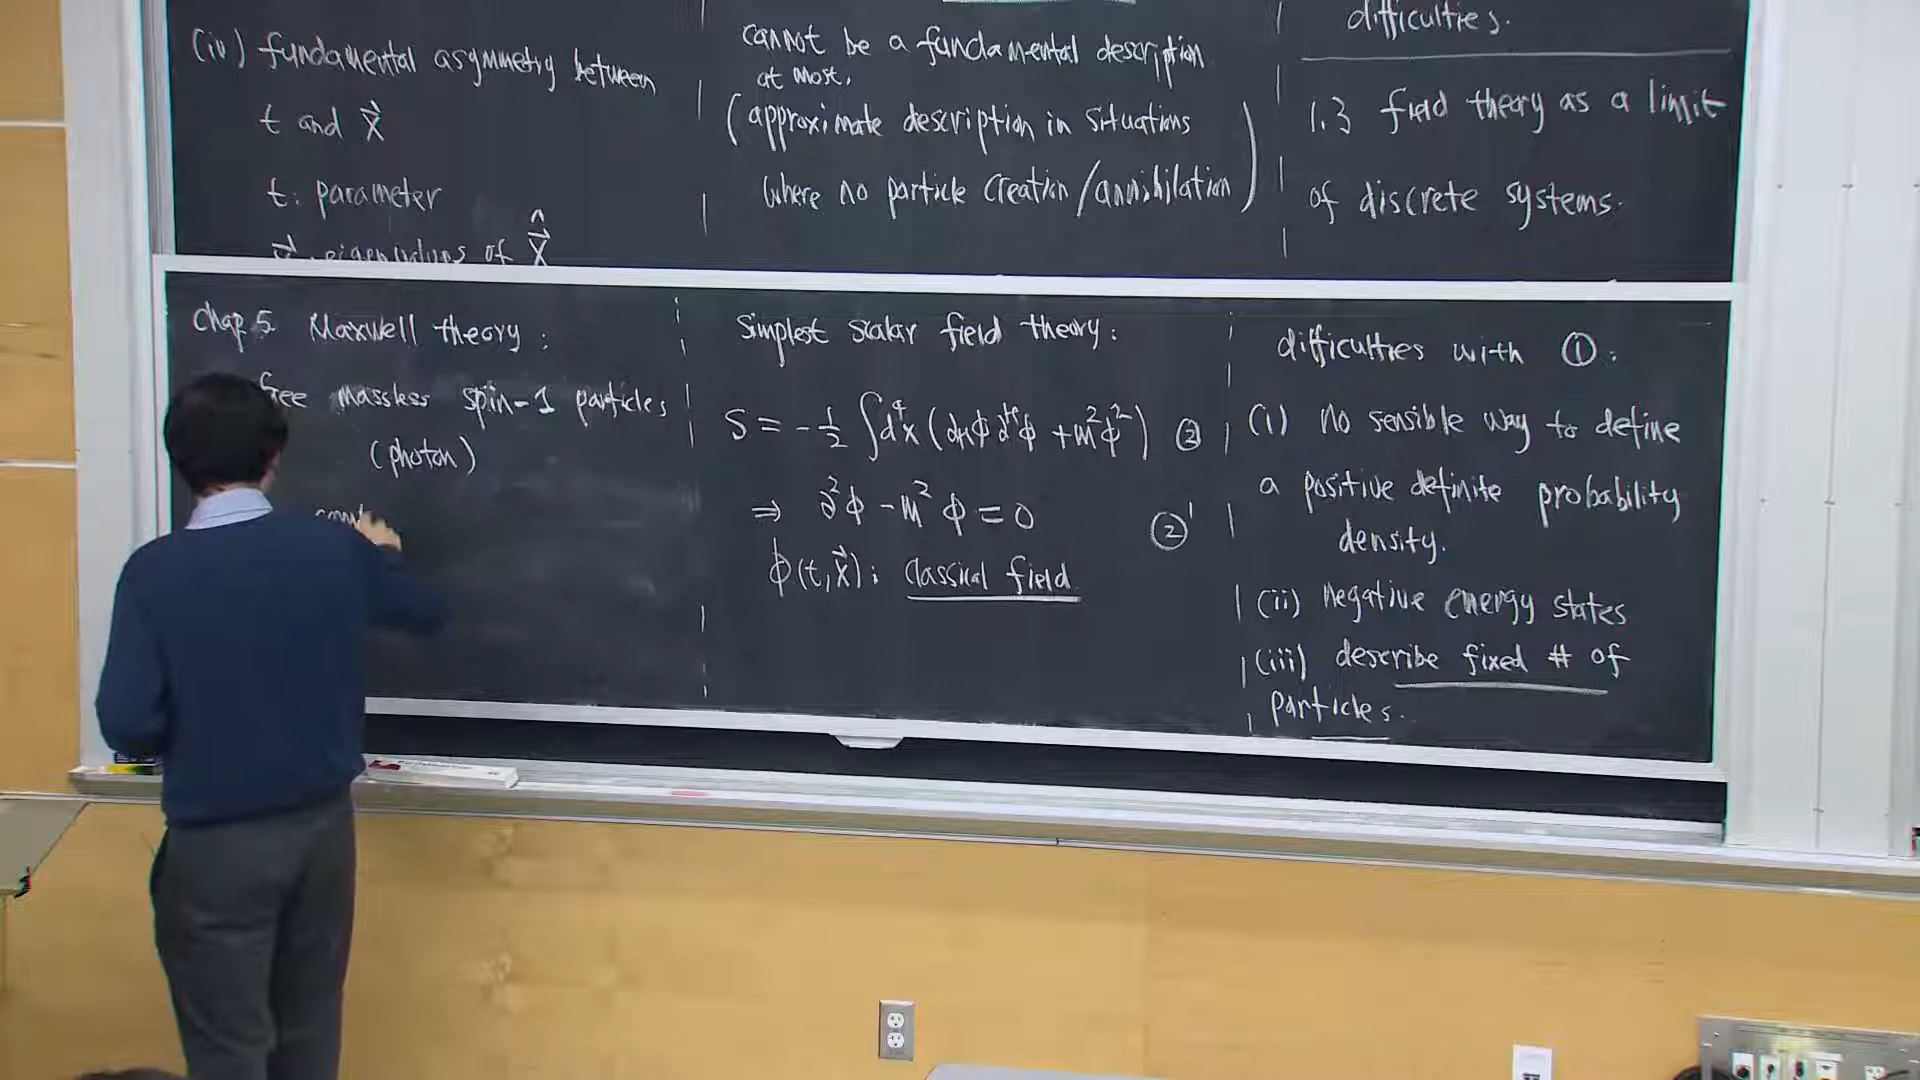 (iv) fundamental asymmetry between
t and x⃗
t: parameter
eigenvalues of x̂⃗
cannot be a fundamental description
at most.
(approximate description in situations
where no particle creation/annihilation)
difficulties.
1.3 field theory as a limit
of discrete systems.
Chap.5 Maxwell theory:
free massless spin-1 particles
(photon)
Simplest scalar field theory:
S = -1/2 ∫d⁴x (∂μϕ ∂^μϕ + m²ϕ²) ②
⇒ ∂²ϕ - m²ϕ = 0 ②'
ϕ(t,x⃗): classical field
difficulties with ①:
(i) no sensible way to define
a positive definite probability
density.
(ii) negative energy states
(iii) describe fixed # of
particles.